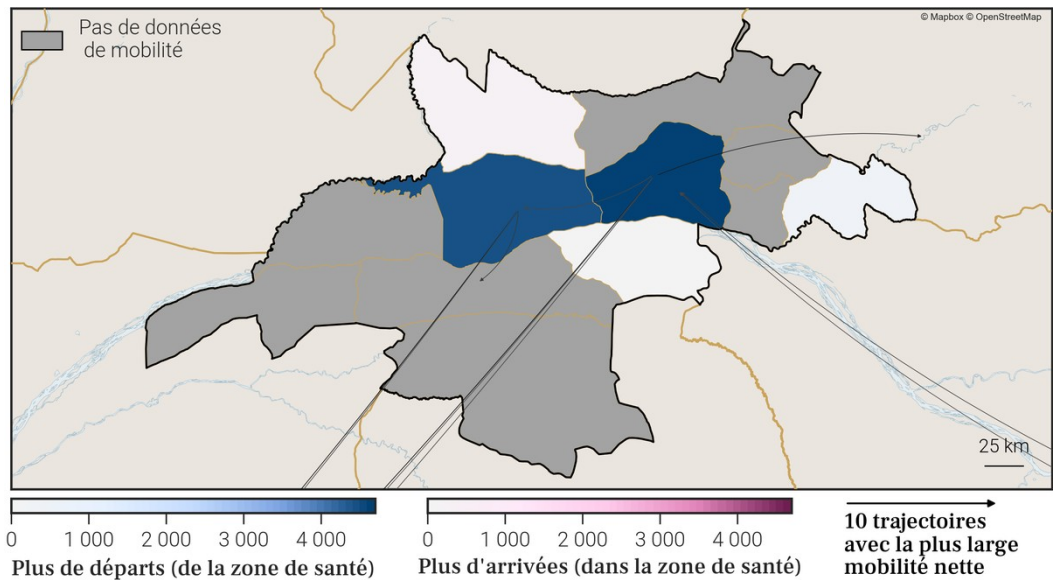 © Mapbox © OpenStreetMap
Pas de données
de mobilité
25 km
0 1 000 2 000 3 000 4 000
Plus de départs (de la zone de santé)
0 1 000 2 000 3 000 4 000
Plus d'arrivées (dans la zone de santé)
10 trajectoires
avec la plus large
mobilité nette